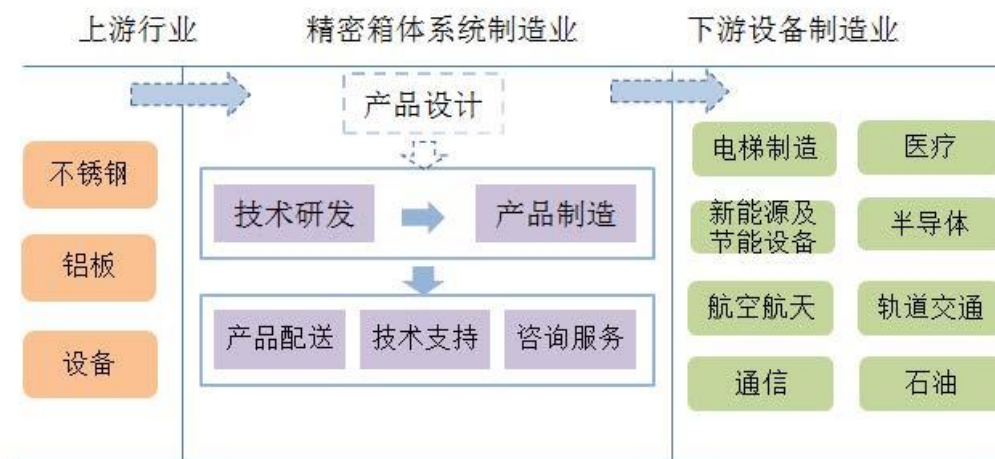 上游行业
精密箱体系统制造业
下游设备制造业
产品设计
不锈钢
铝板
设备
技术研发
产品制造
产品配送
技术支持
咨询服务
电梯制造
医疗
新能源及
节能设备
半导体
航空航天
轨道交通
通信
石油